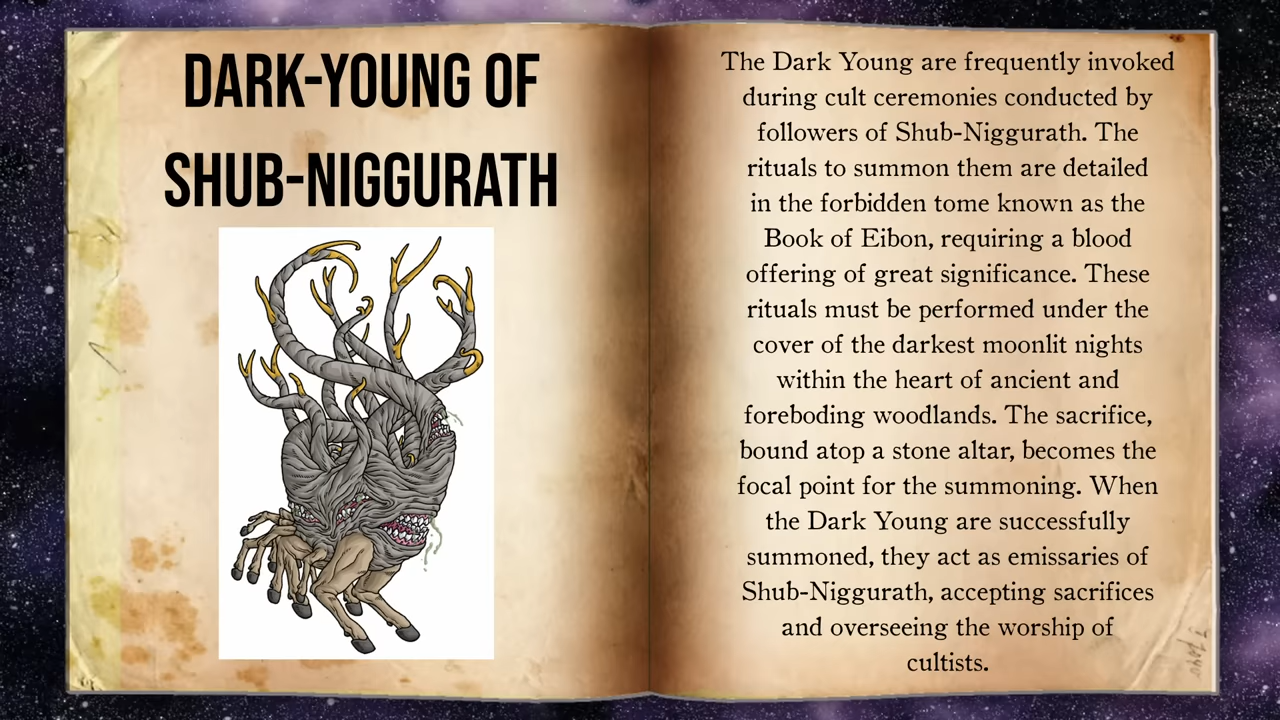 DARK-YOUNG OF
SHUB-NIGGURATH
The Dark Young are frequently invoked
during cult ceremonies conducted by
followers of Shub-Niggurath. The
rituals to summon them are detailed
in the forbidden tome known as the
Book of Eibon, requiring a blood
offering of great significance. These
rituals must be performed under the
cover of the darkest moonlit nights
within the heart of ancient and
foreboding woodlands. The sacrifice,
bound atop a stone altar, becomes the
focal point for the summoning. When
the Dark Young are successfully
summoned, they act as emissaries of
Shub-Niggurath, accepting sacrifices
and overseeing the worship of
cultists.